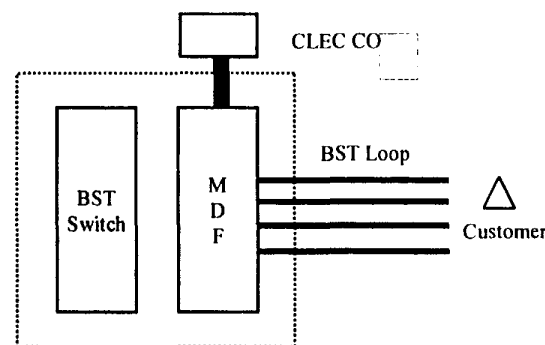 CLEC CO
BST Loop
BST
Switch
M
D
F
Customer